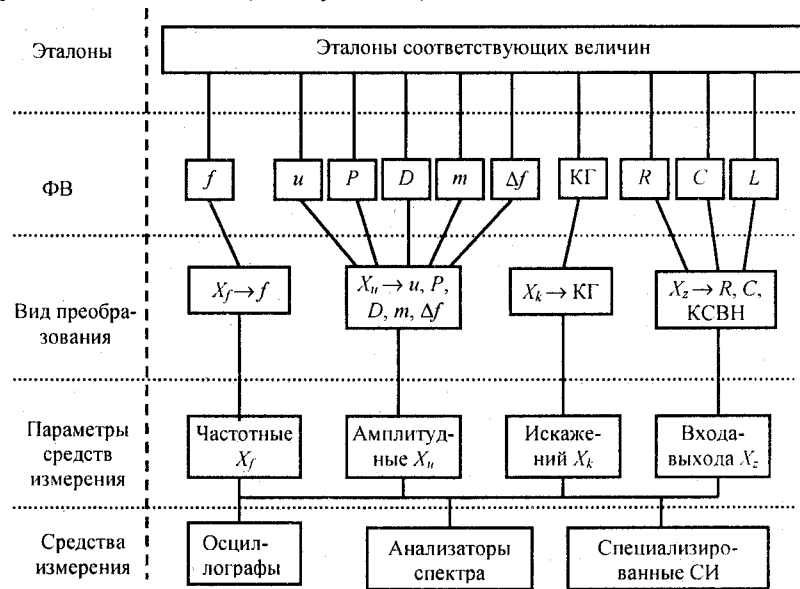 Эталоны
Эталоны соответствующих величин
ФВ
f
u
P
D
m
Δf
КГ
R
C
L
Вид преобра-
зования
X_f → f
X_u → u, P,
D, m, Δf
X_k → КГ
X_z → R, C,
КСВН
Параметры
средств
измерения
Частотные
X_f
Амплитуд-
ные X_u
Искаже-
ний X_k
Входа-
выхода X_z
Средства
измерения
Осцил-
лографы
Анализаторы
спектра
Специализиро-
ванные СИ